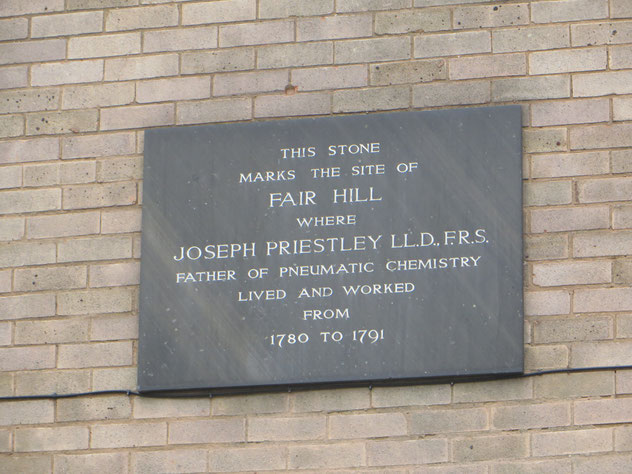 THIS STONE
MARKS THE SITE OF
FAIR HILL
WHERE
JOSEPH PRIESTLEY LL.D., F.R.S.
FATHER OF PNEUMATIC CHEMISTRY
LIVED AND WORKED
FROM
1780 TO 1791